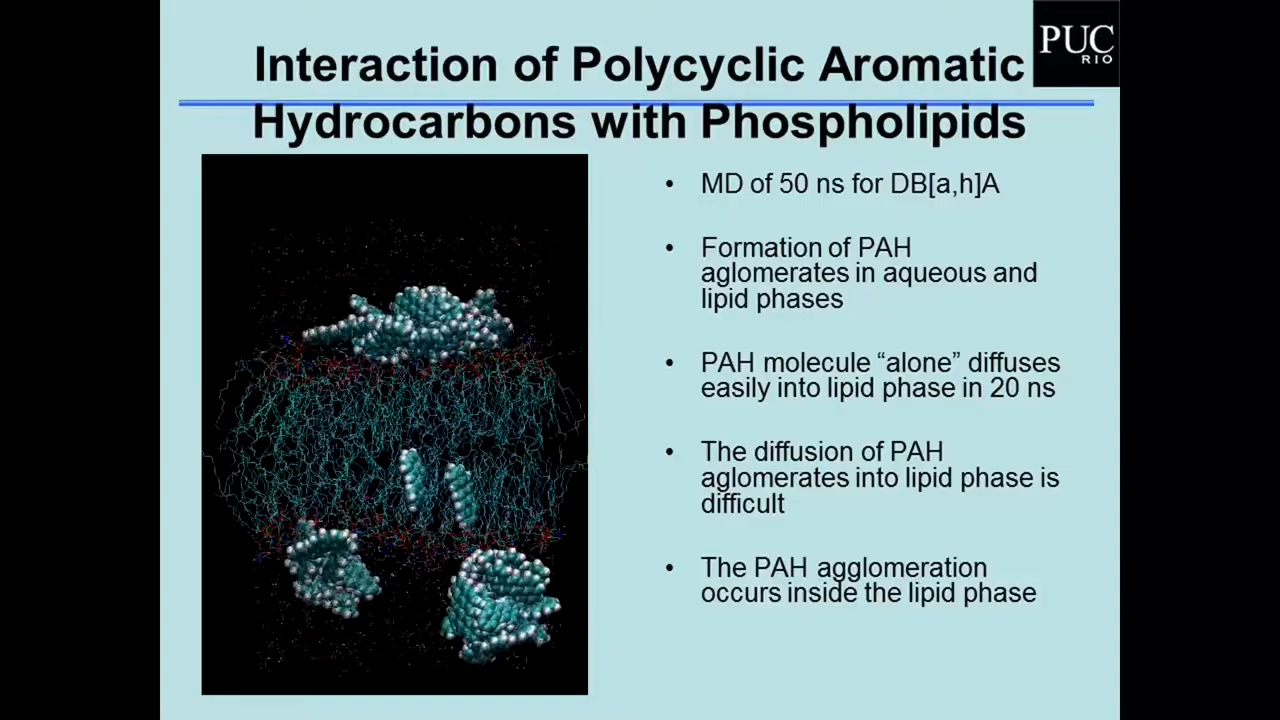 PUC
RIO
Interaction of Polycyclic Aromatic
Hydrocarbons with Phospholipids
• MD of 50 ns for DB[a,h]A
• Formation of PAH
aglomerates in aqueous and
lipid phases
• PAH molecule “alone” diffuses
easily into lipid phase in 20 ns
• The diffusion of PAH
aglomerates into lipid phase is
difficult
• The PAH agglomeration
occurs inside the lipid phase